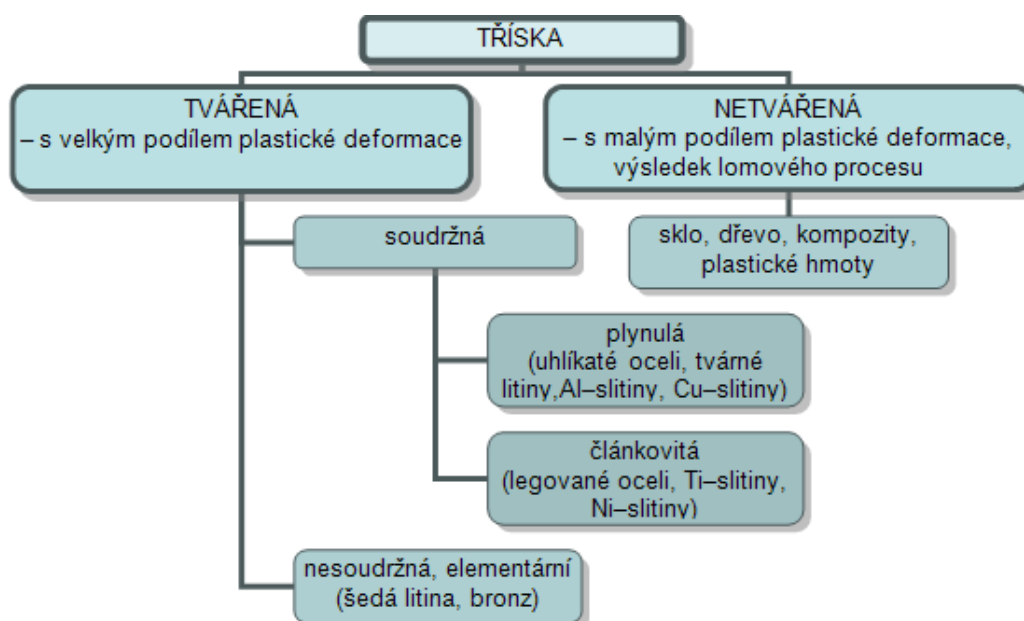 TŘÍSKA
TVÁŘENÁ
– s velkým podílem plastické deformace
NETVÁŘENÁ
– s malým podílem plastické deformace,
výsledek lomového procesu
soudržná
sklo, dřevo, kompozity,
plastické hmoty
plynulá
(uhlíkaté oceli, tvárné
litiny,Al–slitiny, Cu–slitiny)
článkovitá
(legované oceli, Ti–slitiny,
Ni–slitiny)
nesoudržná, elementární
(šedá litina, bronz)